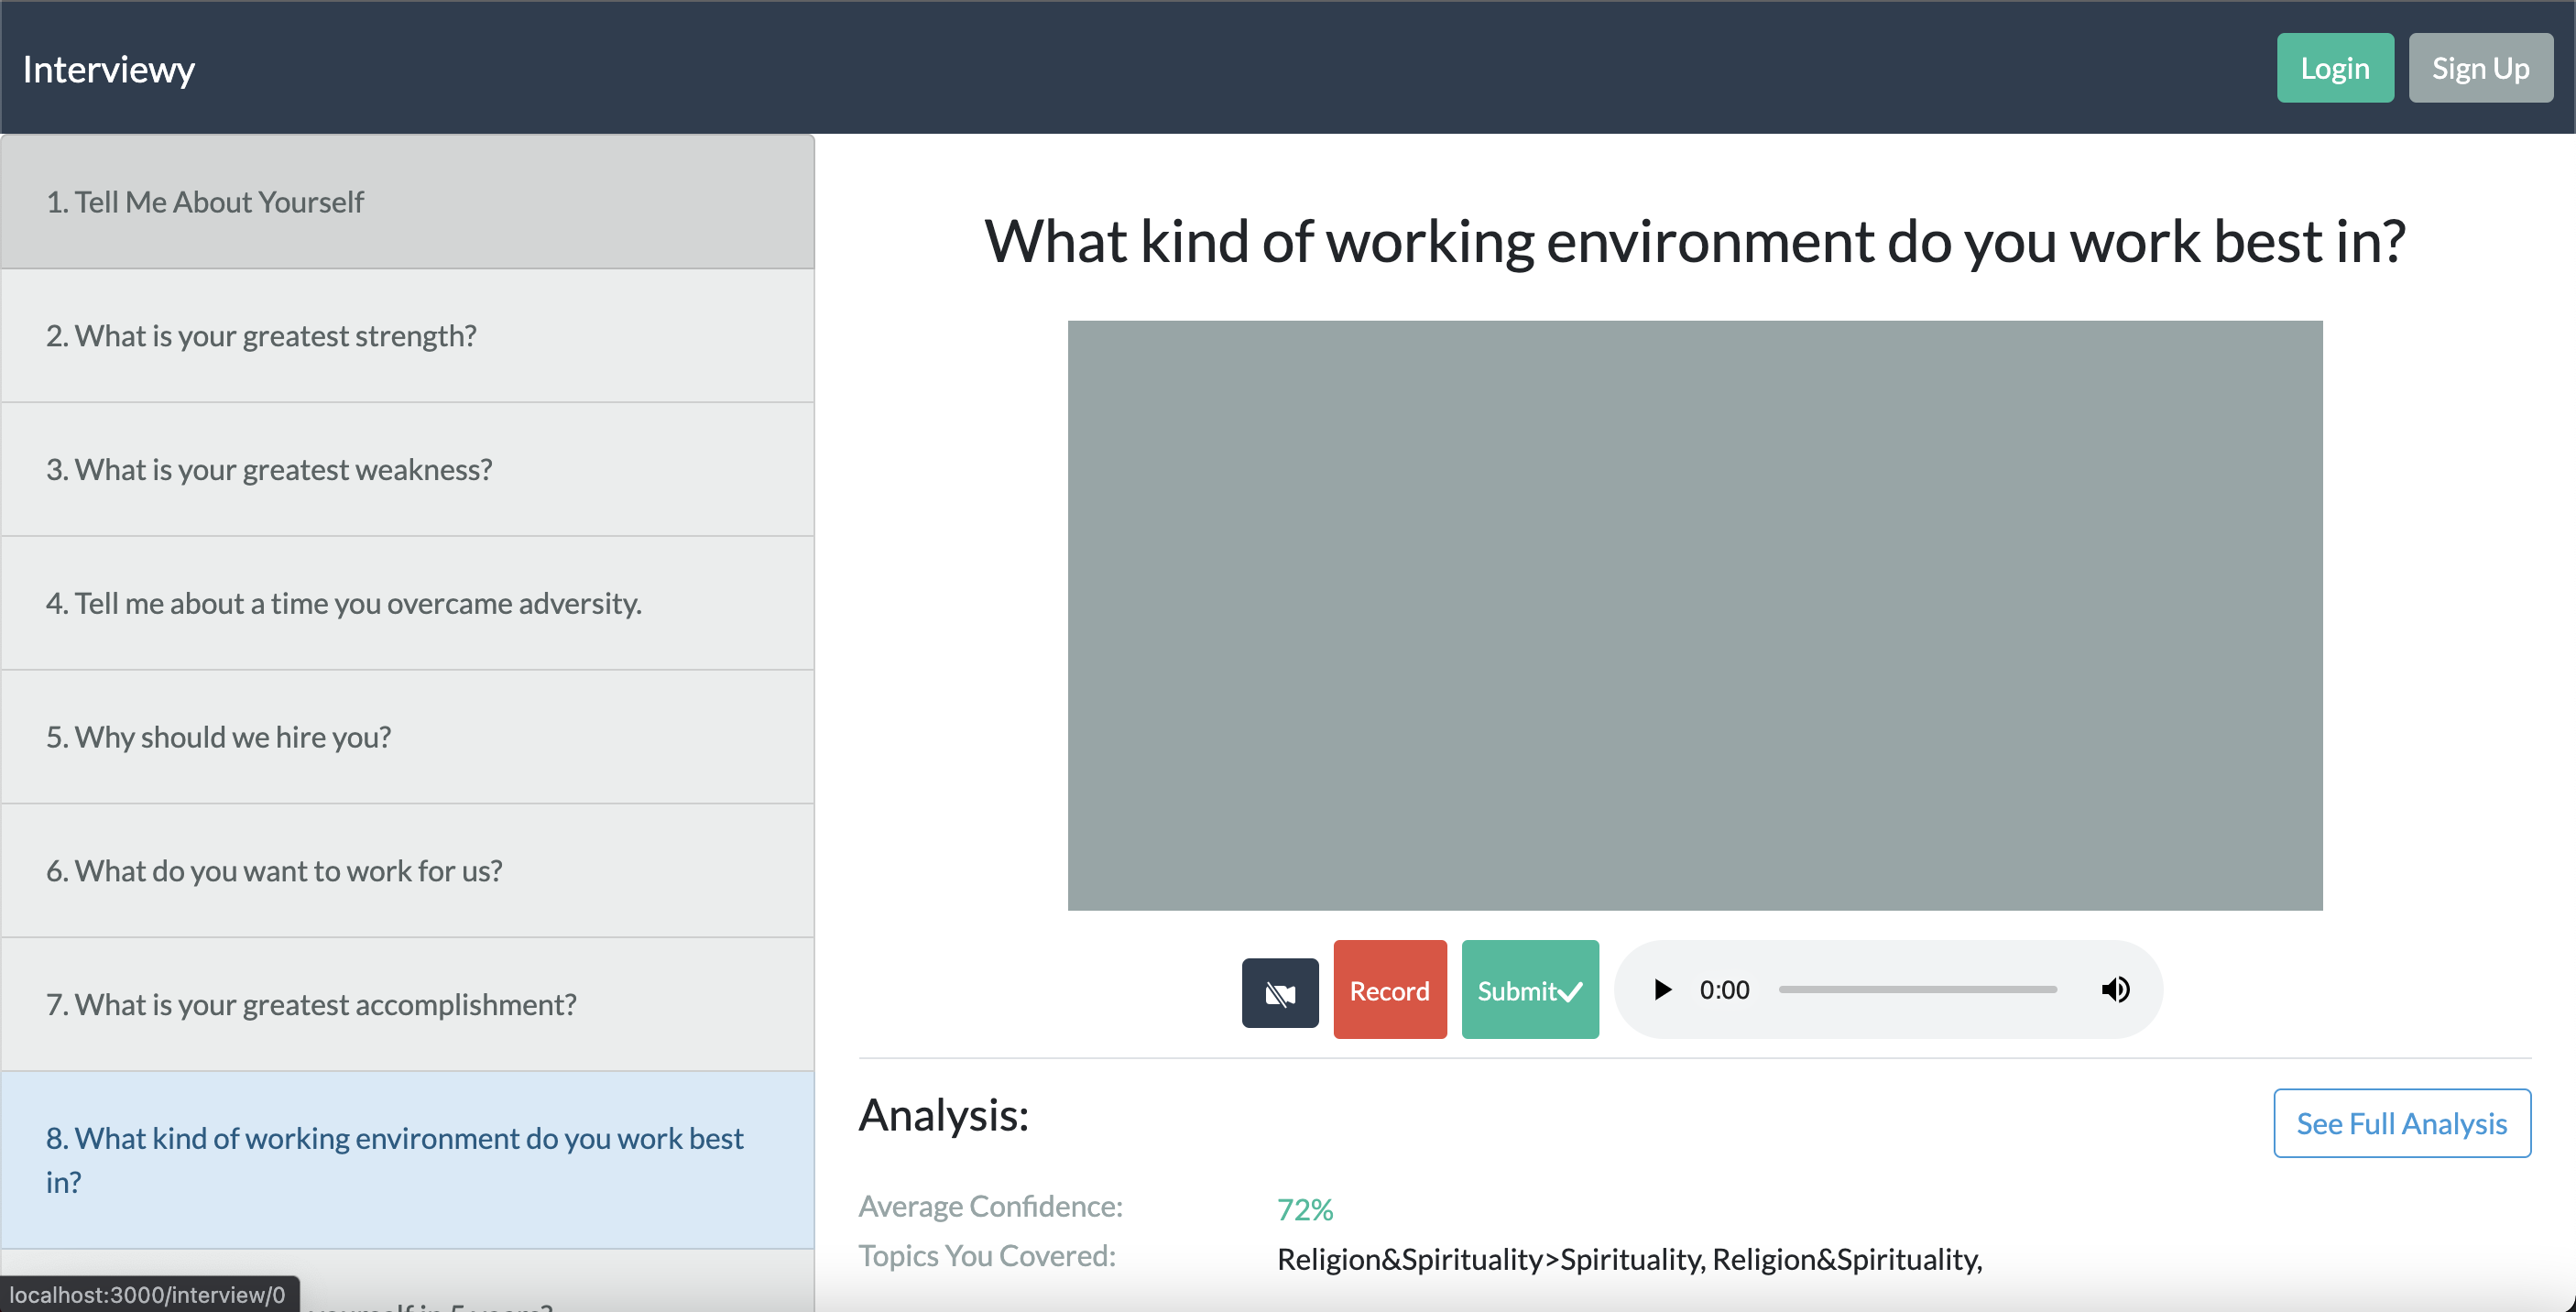 Interviewy
Login
Sign Up
1. Tell Me About Yourself
2. What is your greatest strength?
3. What is your greatest weakness?
4. Tell me about a time you overcame adversity.
5. Why should we hire you?
6. What do you want to work for us?
7. What is your greatest accomplishment?
8. What kind of working environment do you work best
in?
yourself in 5 years?
localhost:3000/interview/0
What kind of working environment do you work best in?
Record
Submit
0:00
Analysis:
See Full Analysis
Average Confidence:
72%
Topics You Covered:
Religion&Spirituality>Spirituality, Religion&Spirituality,